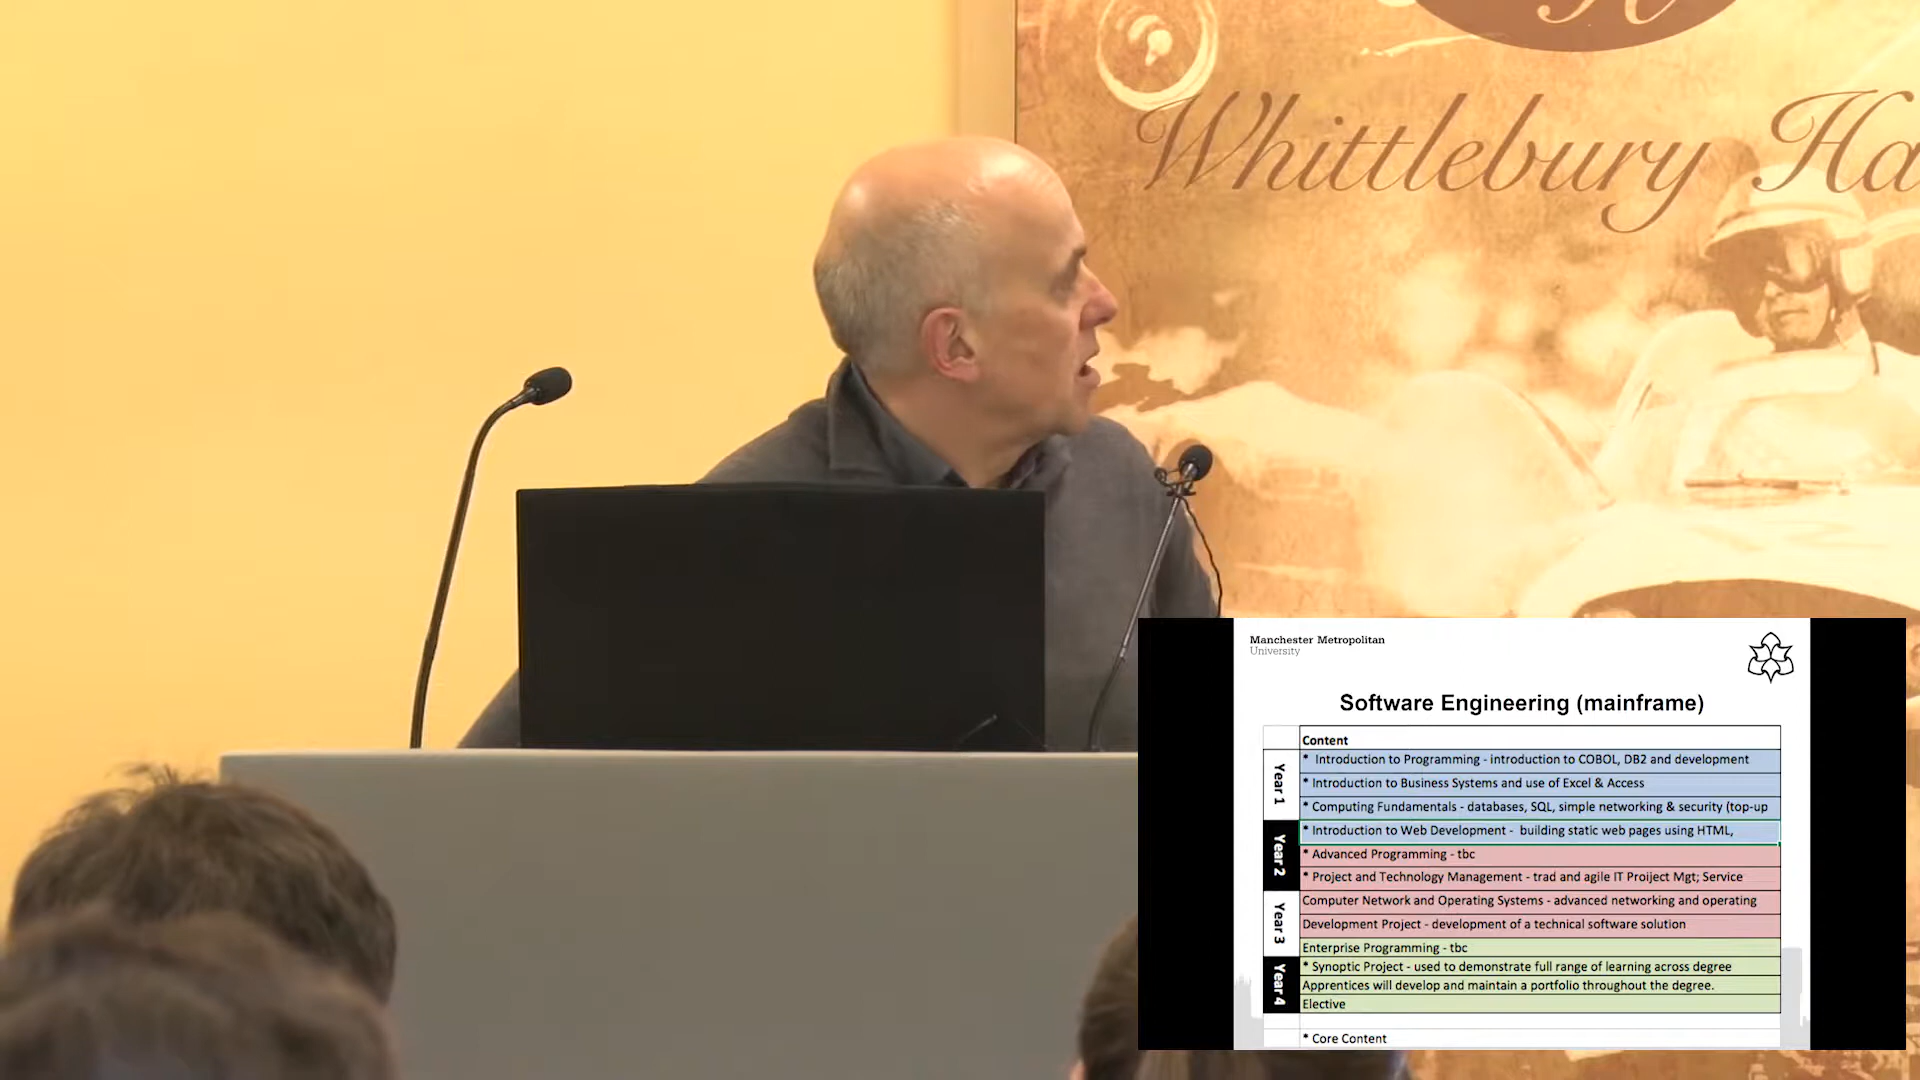 Whittlebury Ha
Manchester Metropolitan
University
Software Engineering (mainframe)
Content
Year 1
* Introduction to Programming - introduction to COBOL, DB2 and development
* Introduction to Business Systems and use of Excel & Access
* Computing Fundamentals - databases, SQL, simple networking & security (top-up
Year 2
* Introduction to Web Development - building static web pages using HTML,
* Advanced Programming - tbc
* Project and Technology Management - trad and agile IT Proiject Mgt; Service
Year 3
Computer Network and Operating Systems - advanced networking and operating
Development Project - development of a technical software solution
Enterprise Programming - tbc
Year 4
* Synoptic Project - used to demonstrate full range of learning across degree
Apprentices will develop and maintain a portfolio throughout the degree.
Elective
* Core Content